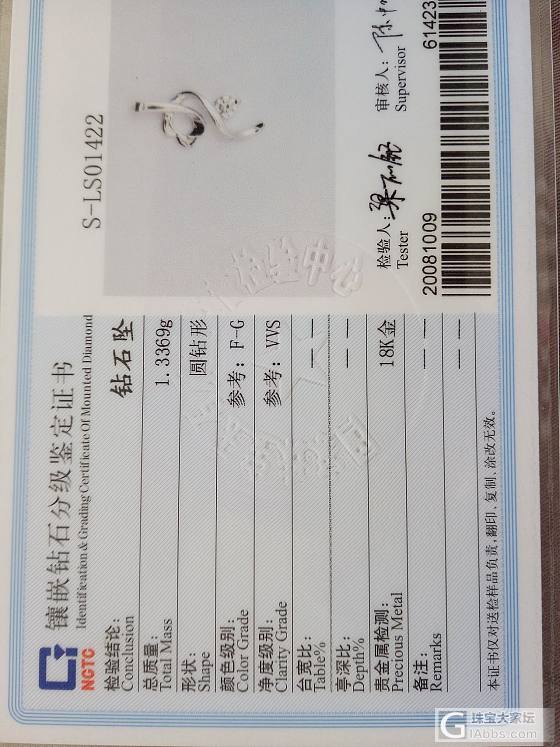 镶嵌钻石分级鉴定证书
Identification & Grading Certificate Of Mounted Diamond
NGTC
S-LS01422
检验结论: 钻石坠
Conclusion
总质量: 1.3369g
Total Mass
形状: 圆钻形
Shape
颜色级别: 参考: F-G
Color Grade
净度级别: 参考: VVS
Clarity Grade
台宽比: — —
Table%
亭深比: — —
Depth%
贵金属检测: 18K金
Precious Metal
备注: — —
Remarks
— —
本证书仅对送检样品负责,翻印、复制、涂改无效。
检验人:
Tester
审核人:
Supervisor
20081009
61423
珠宝大家坛
LAbbs.com